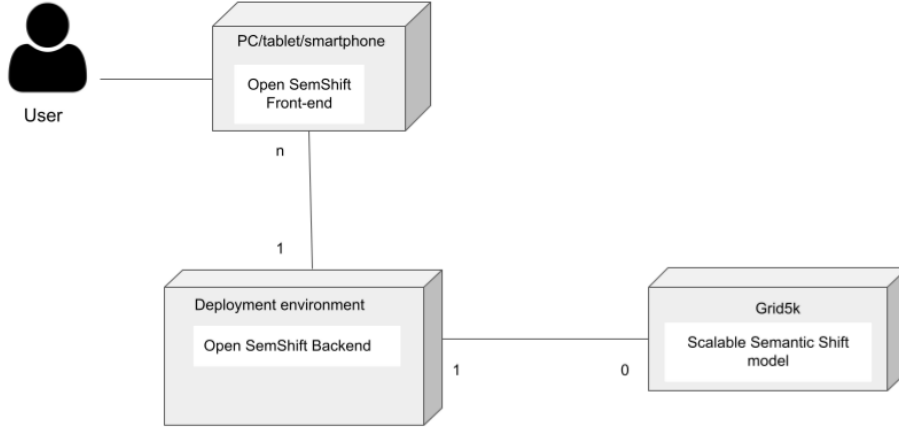 PC/tablet/smartphone
Open SemShift
Front-end
User
n
1
Deployment environment
Open SemShift Backend
1
0
Grid5k
Scalable Semantic Shift
model